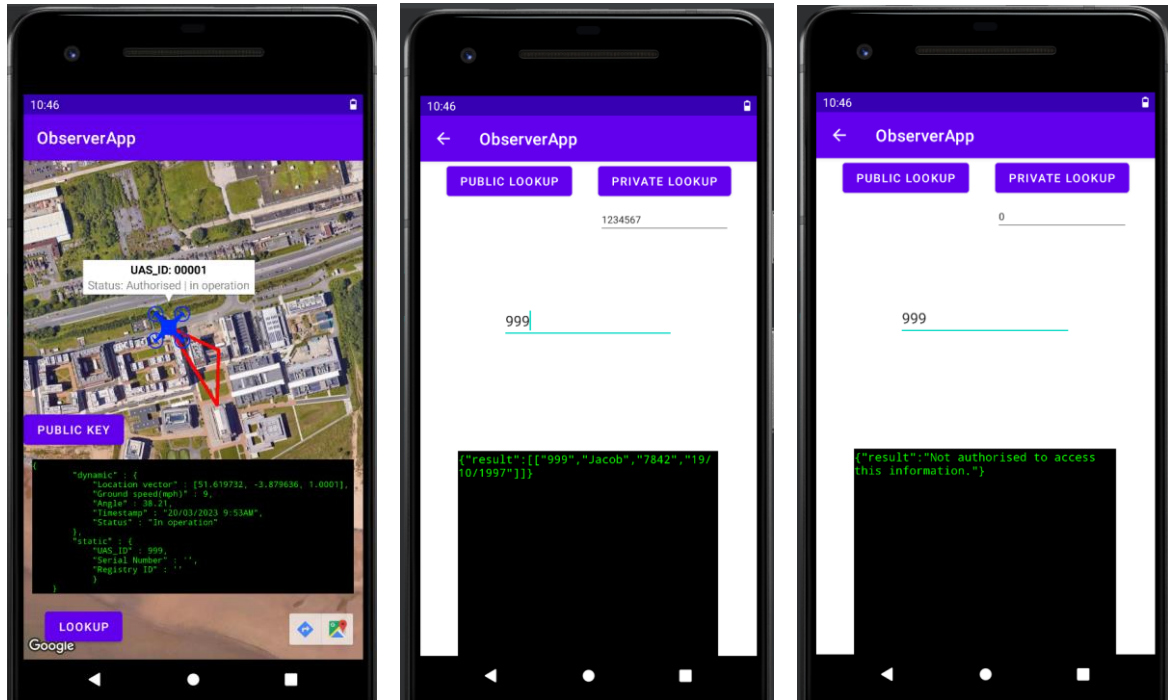 10:46
ObserverApp
UAS_ID: 00001
Status: Authorised | in operation
PUBLIC KEY
{
"dynamic" : {
"Location vector" : [51.619732, -3.879636, 1.0001],
"Ground speed(mph)" : 9,
"Angle" : 38.21,
"Timestamp" : "20/03/2023 9:53AM",
"Status" : "In operation"
},
"static" : {
"UAS_ID" : 999,
"Serial Number" : '',
"Registry ID" : ''
}
}
LOOKUP
Google
10:46
ObserverApp
PUBLIC LOOKUP
PRIVATE LOOKUP
1234567
999
{"result":[["999","Jacob","7842","19/
10/1997"]]}
10:46
ObserverApp
PUBLIC LOOKUP
PRIVATE LOOKUP
0
999
{"result":"Not authorised to access
this information."}